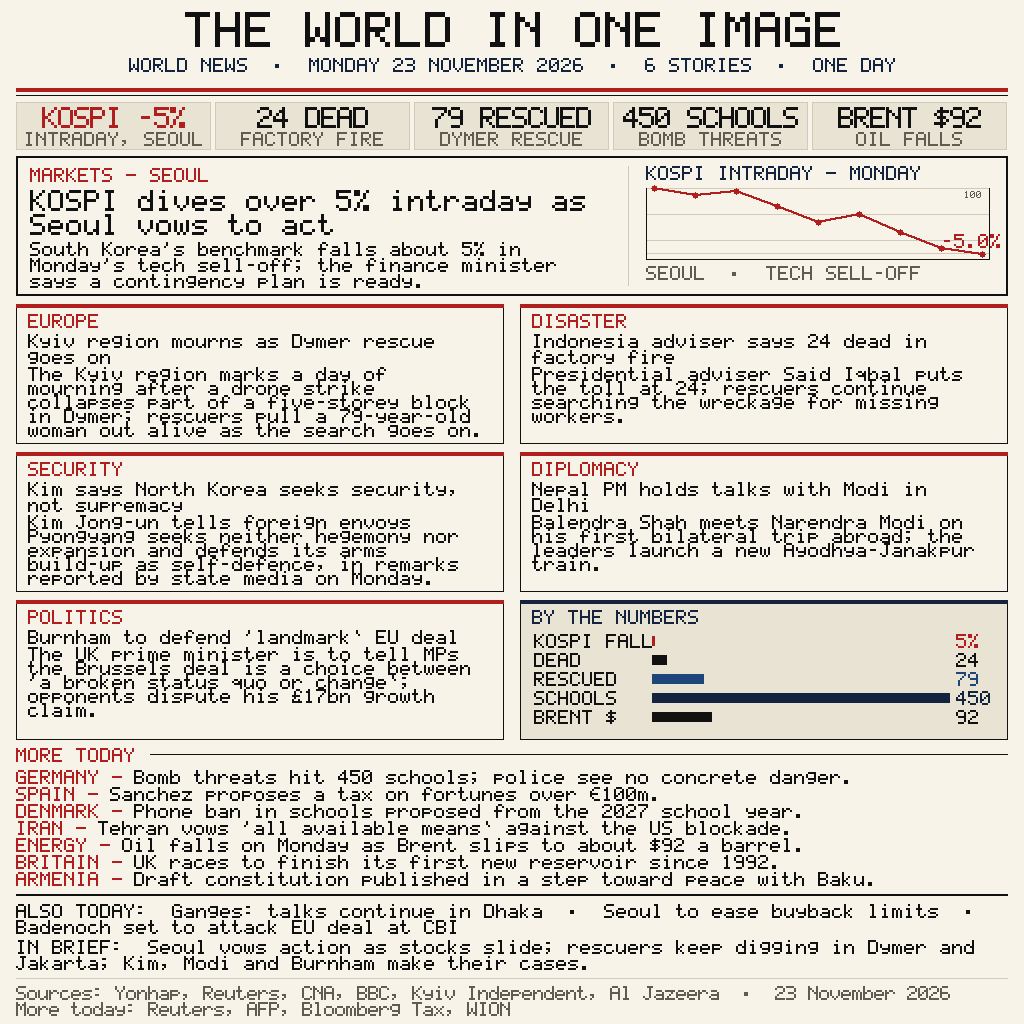 THE WORLD IN ONE IMAGE
WORLD NEWS • MONDAY 23 NOVEMBER 2026 • 6 STORIES • ONE DAY
KOSPI -5%
INTRADAY, SEOUL
24 DEAD
FACTORY FIRE
79 RESCUED
DYMER RESCUE
450 SCHOOLS
BOMB THREATS
BRENT $92
OIL FALLS
MARKETS — SEOUL
KOSPI dives over 5% intraday as
Seoul vows to act
South Korea's benchmark falls about 5% in
Monday's tech sell-off; the finance minister
says a contingency plan is ready.
KOSPI INTRADAY — MONDAY
100
-5.0%
SEOUL • TECH SELL-OFF
EUROPE
Kyiv region mourns as Dymer rescue
goes on
The Kyiv region marks a day of
mourning after a drone strike
collapses part of a five-storey block
in Dymer; rescuers pull a 79-year-old
woman out alive as the search goes on.
DISASTER
Indonesia adviser says 24 dead in
factory fire
Presidential adviser Said Iqbal puts
the toll at 24; rescuers continue
searching the wreckage for missing
workers.
SECURITY
Kim says North Korea seeks security,
not supremacy
Kim Jong-un tells foreign envoys
Pyongyang seeks neither hegemony nor
expansion and defends its arms
build-up as self-defence, in remarks
reported by state media on Monday.
DIPLOMACY
Nepal PM holds talks with Modi in
Delhi
Balendra Shah meets Narendra Modi on
his first bilateral trip abroad; the
leaders launch a new Ayodhya-Janakpur
train.
POLITICS
Burnham to defend 'landmark' EU deal
The UK prime minister is to tell MPs
the Brussels deal is a choice between
'a broken status quo or change';
opponents dispute his £17bn growth
claim.
BY THE NUMBERS
KOSPI FALL 5%
DEAD 24
RESCUED 79
SCHOOLS 450
BRENT $ 92
MORE TODAY
GERMANY — Bomb threats hit 450 schools; police see no concrete danger.
SPAIN — Sanchez proposes a tax on fortunes over €100m.
DENMARK — Phone ban in schools proposed from the 2027 school year.
IRAN — Tehran vows 'all available means' against the US blockade.
ENERGY — Oil falls on Monday as Brent slips to about $92 a barrel.
BRITAIN — UK races to finish its first new reservoir since 1992.
ARMENIA — Draft constitution published in a step toward peace with Baku.
ALSO TODAY: Ganges: talks continue in Dhaka • Seoul to ease buyback limits •
Badenoch set to attack EU deal at CBI
IN BRIEF: Seoul vows action as stocks slide; rescuers keep digging in Dymer and
Jakarta; Kim, Modi and Burnham make their cases.
Sources: Yonhap, Reuters, CNA, BBC, Kyiv Independent, Al Jazeera • 23 November 2026
More today: Reuters, AFP, Bloomberg Tax, WION